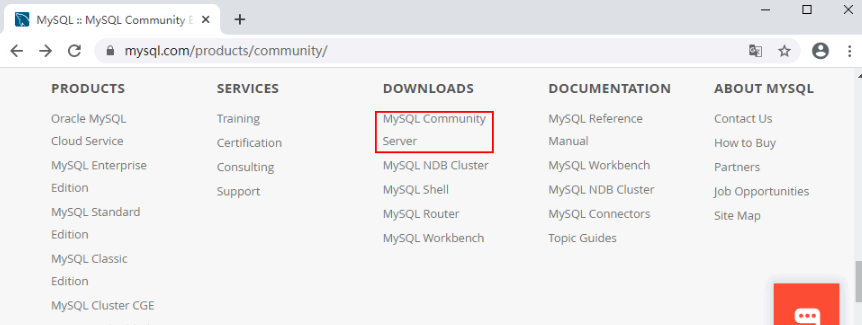 MySQL :: MySQL Community E
mysql.com/products/community/
PRODUCTS
Oracle MySQL
Cloud Service
MySQL Enterprise
Edition
MySQL Standard
Edition
MySQL Classic
Edition
MySQL Cluster CGE
SERVICES
Training
Certification
Consulting
Support
DOWNLOADS
MySQL Community
Server
MySQL NDB Cluster
MySQL Shell
MySQL Router
MySQL Workbench
DOCUMENTATION
MySQL Reference
Manual
MySQL Workbench
MySQL NDB Cluster
MySQL Connectors
Topic Guides
ABOUT MYSQL
Contact Us
How to Buy
Partners
Job Opportunities
Site Map